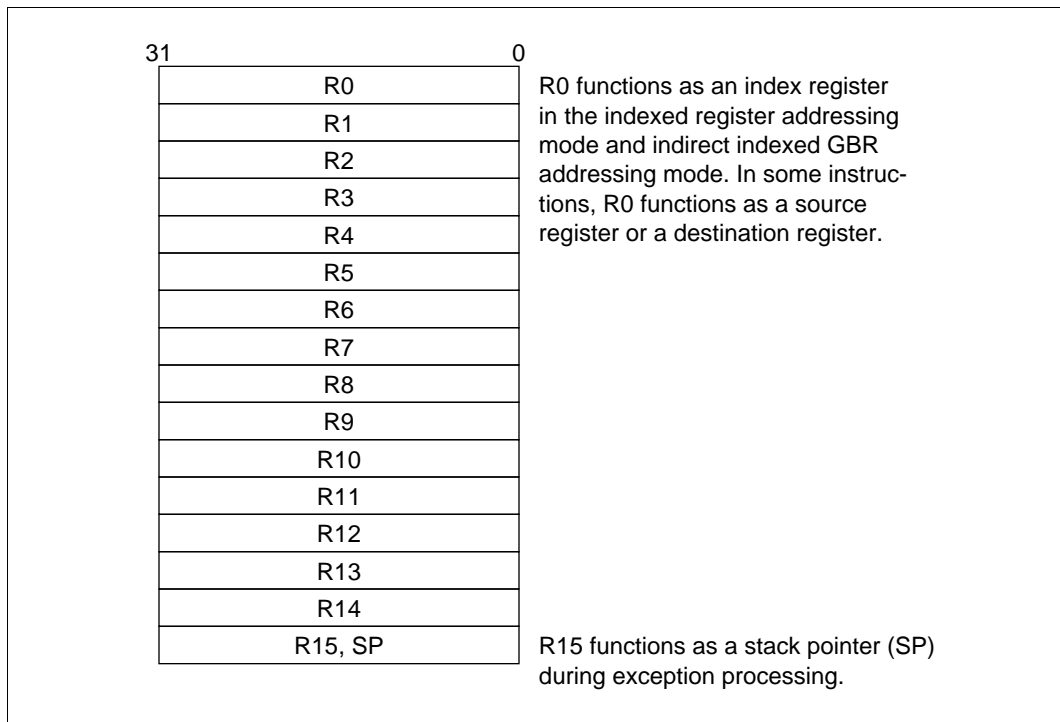 31 0
R0
R1
R2
R3
R4
R5
R6
R7
R8
R9
R10
R11
R12
R13
R14
R15, SP
R0 functions as an index register
in the indexed register addressing
mode and indirect indexed GBR
addressing mode. In some instruc-
tions, R0 functions as a source
register or a destination register.
R15 functions as a stack pointer (SP)
during exception processing.